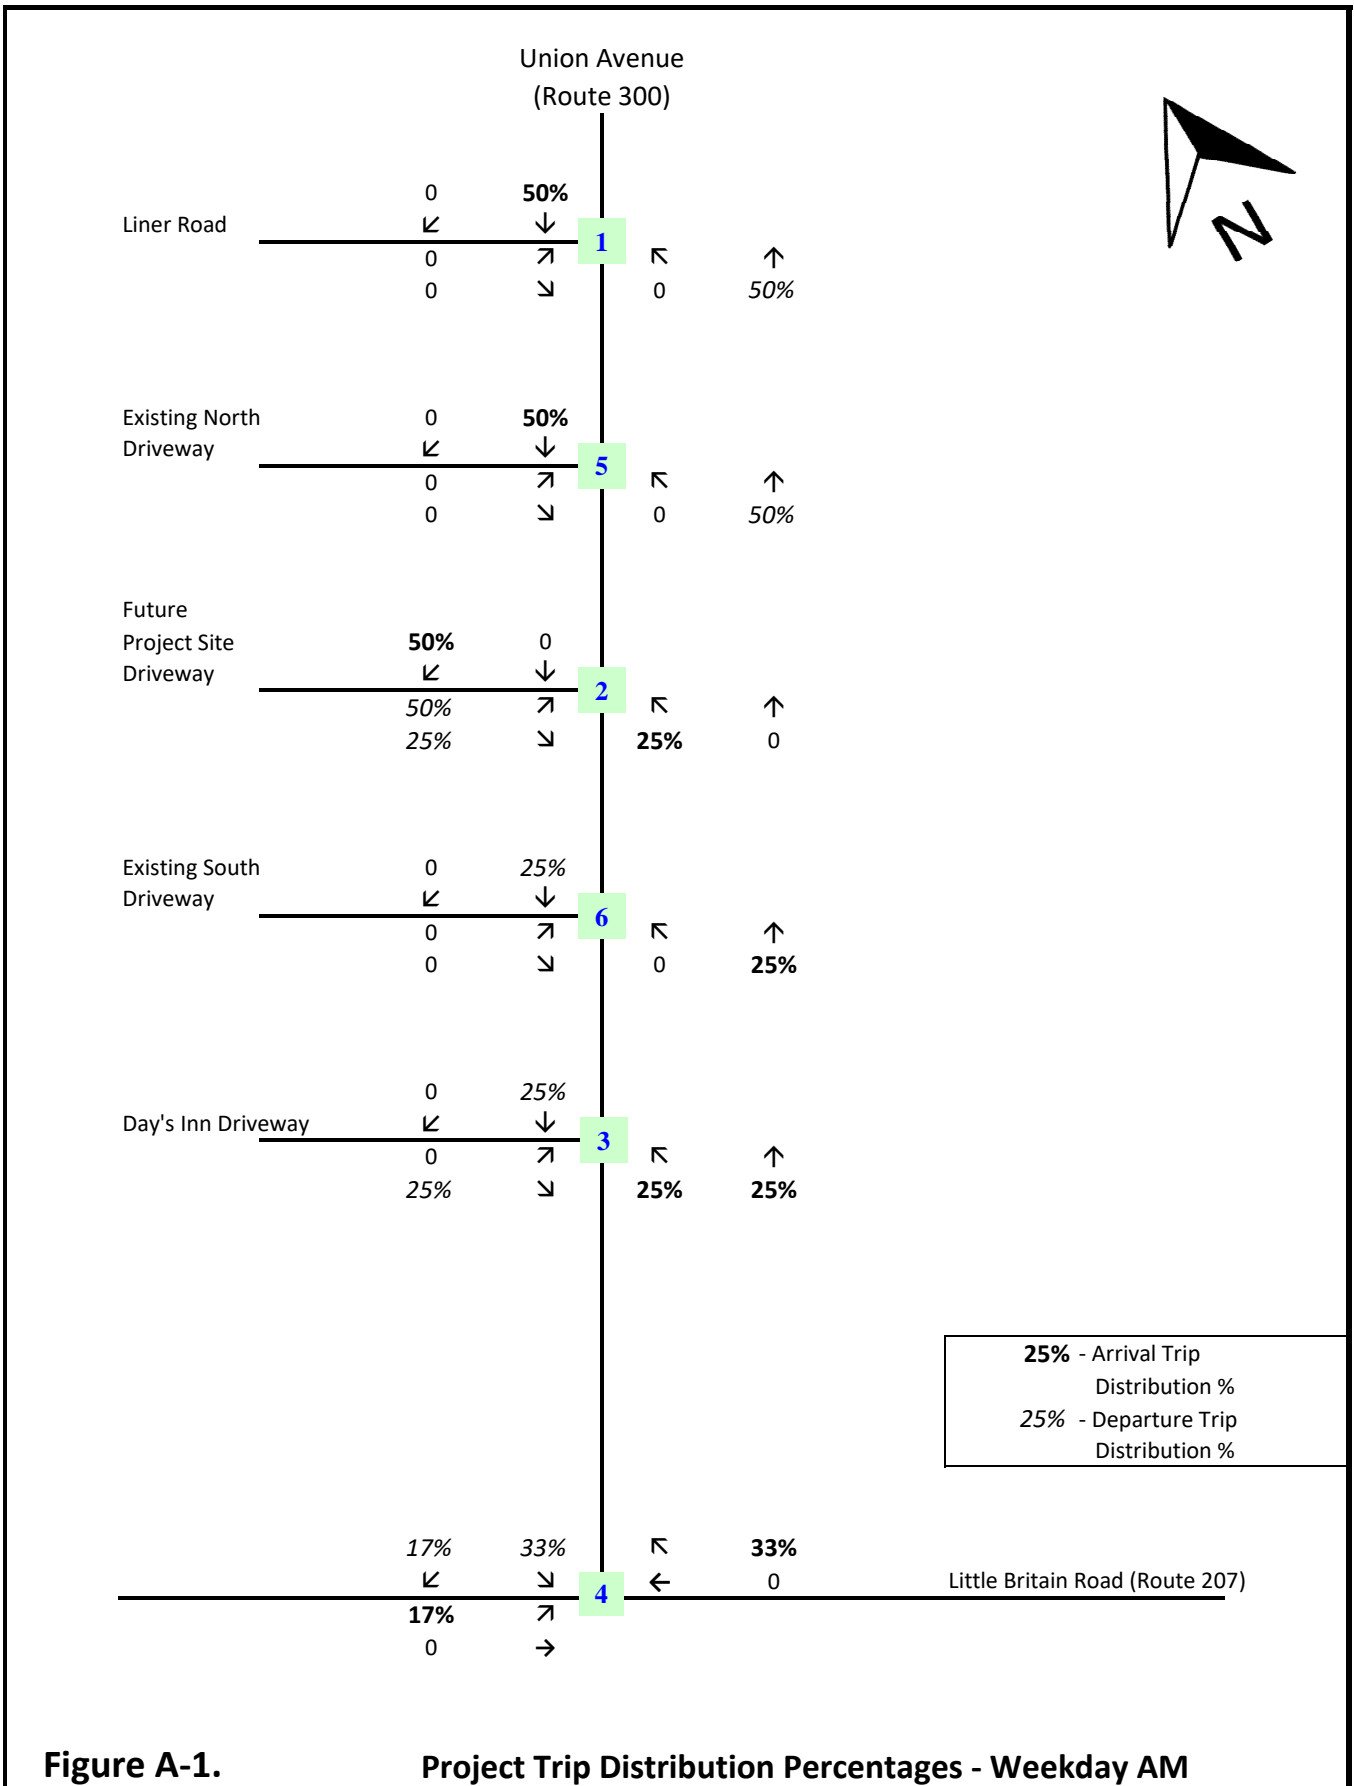 Union Avenue
(Route 300)
N
0 50%
Liner Road ↙ ↓
1
0 ↗ ↖ ↑
0 ↘ 0 50%
Existing North 0 50%
Driveway ↙ ↓
5
0 ↗ ↖ ↑
0 ↘ 0 50%
Future
Project Site 50% 0
Driveway ↙ ↓
2
50% ↗ ↖ ↑
25% ↘ 25% 0
Existing South 0 25%
Driveway ↙ ↓
6
0 ↗ ↖ ↑
0 ↘ 0 25%
0 25%
Day's Inn Driveway ↙ ↓
3
0 ↗ ↖ ↑
25% ↘ 25% 25%
25% - Arrival Trip
Distribution %
25% - Departure Trip
Distribution %
17% 33% ↖ 33%
↙ ↘ ← 0 Little Britain Road (Route 207)
4
17% ↗
0 →
Figure A-1. Project Trip Distribution Percentages - Weekday AM